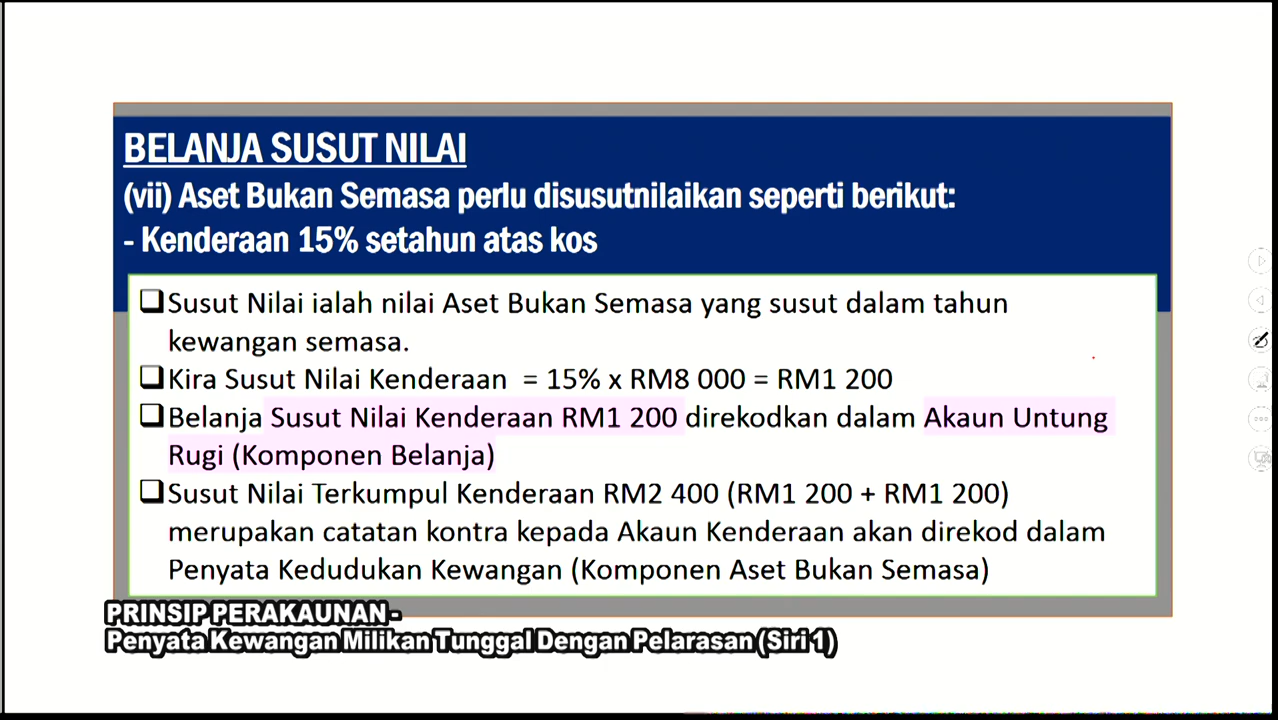 BELANJA SUSUT NILAI
(vii) Aset Bukan Semasa perlu disusutnilaikan seperti berikut:
- Kenderaan 15% setahun atas kos
❑Susut Nilai ialah nilai Aset Bukan Semasa yang susut dalam tahun
kewangan semasa.
❑Kira Susut Nilai Kenderaan = 15% x RM8 000 = RM1 200
❑Belanja Susut Nilai Kenderaan RM1 200 direkodkan dalam Akaun Untung
Rugi (Komponen Belanja)
❑Susut Nilai Terkumpul Kenderaan RM2 400 (RM1 200 + RM1 200)
merupakan catatan kontra kepada Akaun Kenderaan akan direkod dalam
Penyata Kedudukan Kewangan (Komponen Aset Bukan Semasa)
PRINSIP PERAKAUNAN -
Penyata Kewangan Milikan Tunggal Dengan Pelarasan (Siri 1)